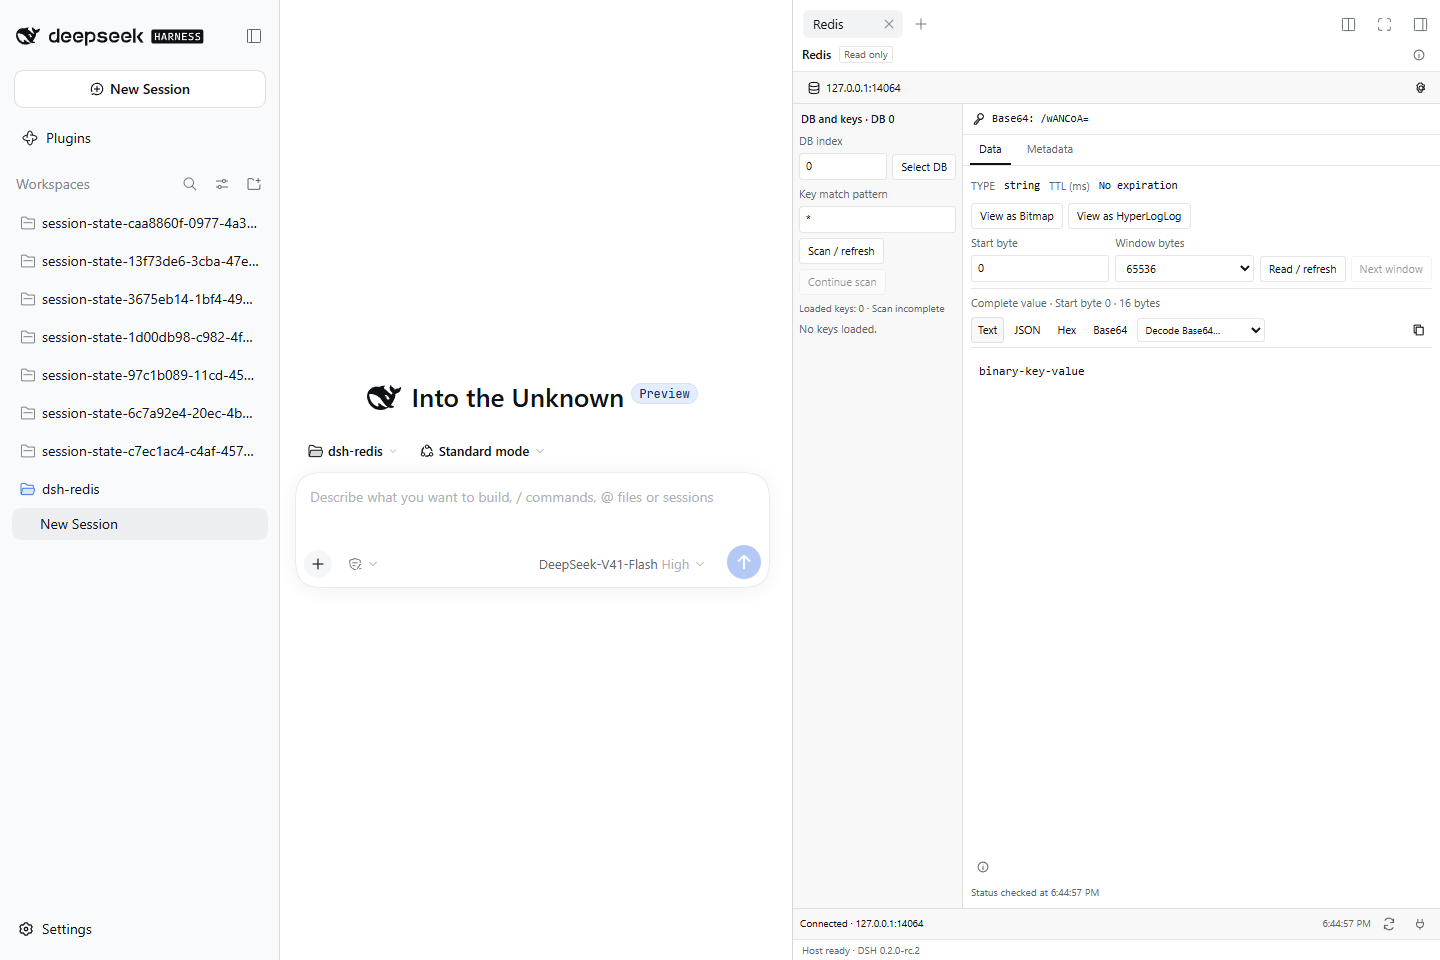 deepseek HARNESS
New Session
Plugins
Workspaces
session-state-caa8860f-0977-4a3...
session-state-13f73de6-3cba-47e...
session-state-3675eb14-1bf4-49...
session-state-1d00db98-c982-4f...
session-state-97c1b089-11cd-45...
session-state-6c7a92e4-20ec-4b...
session-state-c7ec1ac4-c4af-457...
dsh-redis
New Session
Settings
Into the Unknown Preview
dsh-redis Standard mode
Describe what you want to build, / commands, @ files or sessions
DeepSeek-V41-Flash High
Redis
Redis Read only
127.0.0.1:14064
DB and keys · DB 0
DB index
0 Select DB
Key match pattern
*
Scan / refresh
Continue scan
Loaded keys: 0 · Scan incomplete
No keys loaded.
Base64: /wANCoA=
Data Metadata
TYPE string TTL (ms) No expiration
View as Bitmap View as HyperLogLog
Start byte Window bytes
0 65536 Read / refresh Next window
Complete value · Start byte 0 · 16 bytes
Text JSON Hex Base64 Decode Base64...
binary-key-value
Status checked at 6:44:57 PM
Connected · 127.0.0.1:14064 6:44:57 PM
Host ready · DSH 0.2.0-rc.2